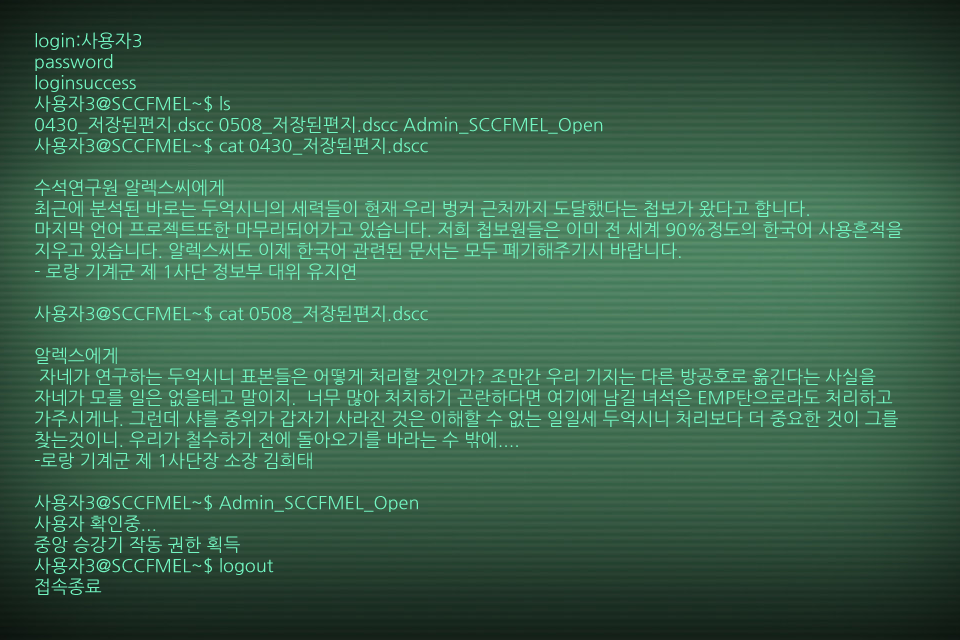 login:사용자3
password
loginsuccess
사용자3@SCCFMEL~$ ls
0430_저장된편지.dscc 0508_저장된편지.dscc Admin_SCCFMEL_Open
사용자3@SCCFMEL~$ cat 0430_저장된편지.dscc
수석연구원 알렉스씨에게
최근에 분석된 바로는 두억시니의 세력들이 현재 우리 벙커 근처까지 도달했다는 첩보가 왔다고 합니다.
마지막 언어 프로젝트또한 마무리되어가고 있습니다. 저희 첩보원들은 이미 전 세계 90%정도의 한국어 사용흔적을
지우고 있습니다. 알렉스씨도 이제 한국어 관련된 문서는 모두 폐기해주기시 바랍니다.
- 로랑 기계군 제 1사단 정보부 대위 유지연
사용자3@SCCFMEL~$ cat 0508_저장된편지.dscc
알렉스에게
자네가 연구하는 두억시니 표본들은 어떻게 처리할 것인가? 조만간 우리 기지는 다른 방공호로 옮긴다는 사실을
자네가 모를 일은 없을테고 말이지.  너무 많아 처치하기 곤란하다면 여기에 남길 녀석은 EMP탄으로라도 처리하고
가주시게나. 그런데 샤를 중위가 갑자기 사라진 것은 이해할 수 없는 일일세 두억시니 처리보다 더 중요한 것이 그를
찾는것이니. 우리가 철수하기 전에 돌아오기를 바라는 수 밖에....
-로랑 기계군 제 1사단장 소장 김희태
사용자3@SCCFMEL~$ Admin_SCCFMEL_Open
사용자 확인중...
중앙 승강기 작동 권한 획득
사용자3@SCCFMEL~$ logout
접속종료